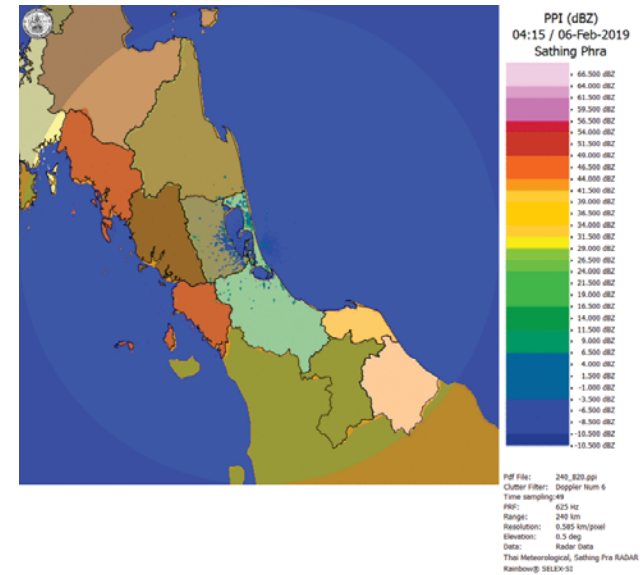 PPI (dBZ)
04:15 / 06-Feb-2019
Sathing Phra
66.500 dBZ
64.000 dBZ
61.500 dBZ
59.500 dBZ
56.500 dBZ
54.000 dBZ
51.500 dBZ
49.000 dBZ
46.500 dBZ
44.000 dBZ
41.500 dBZ
39.000 dBZ
36.500 dBZ
34.000 dBZ
31.500 dBZ
29.000 dBZ
26.500 dBZ
24.000 dBZ
21.500 dBZ
16.500 dBZ
14.000 dBZ
11.500 dBZ
9.000 dBZ
6.500 dBZ
4.000 dBZ
1.500 dBZ
-1.000 dBZ
-3.500 dBZ
-6.500 dBZ
-8.500 dBZ
-10.500 dBZ
-10.500 dBZ
Pdf File: 240_820.ppi
Clutter Filter: Doppler Num 6
Time sampling:49
PRF: 625 Hz
Range: 240 km
Resolution: 0.585 km/pixel
Elevation: 0.5 deg
Data: Radar Data
Thai Meteorological, Sathing Pra RADAR
Rainbow® SELEX-SI